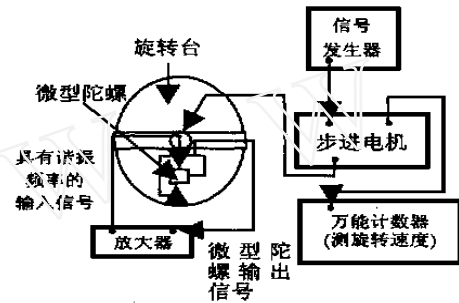 信号
发生器
旋转台
微型陀螺
步进电机
具有谐振
频率的
输入信号
万能计数器
(测旋转速度)
放大器
微型陀
螺输出
信号
W W W